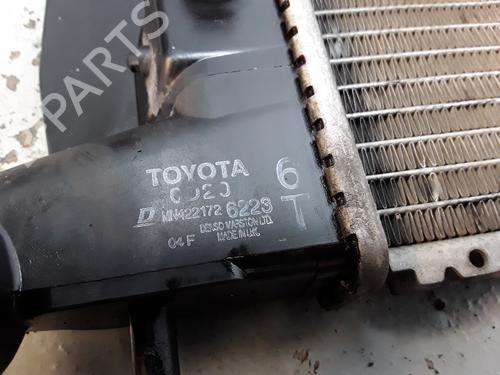 PARTS
TOYOTA
6
MN422172 6223
T
DENSO MARSTON LTD.
04 F
MADE IN U.K.